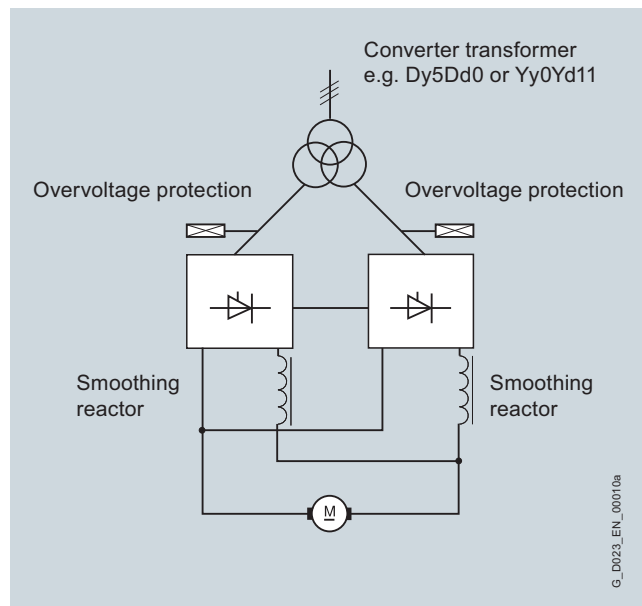 Converter transformer
e.g. Dy5Dd0 or Yy0Yd11
Overvoltage protection
Overvoltage protection
Smoothing
reactor
Smoothing
reactor
M
G_D023_EN_00010a